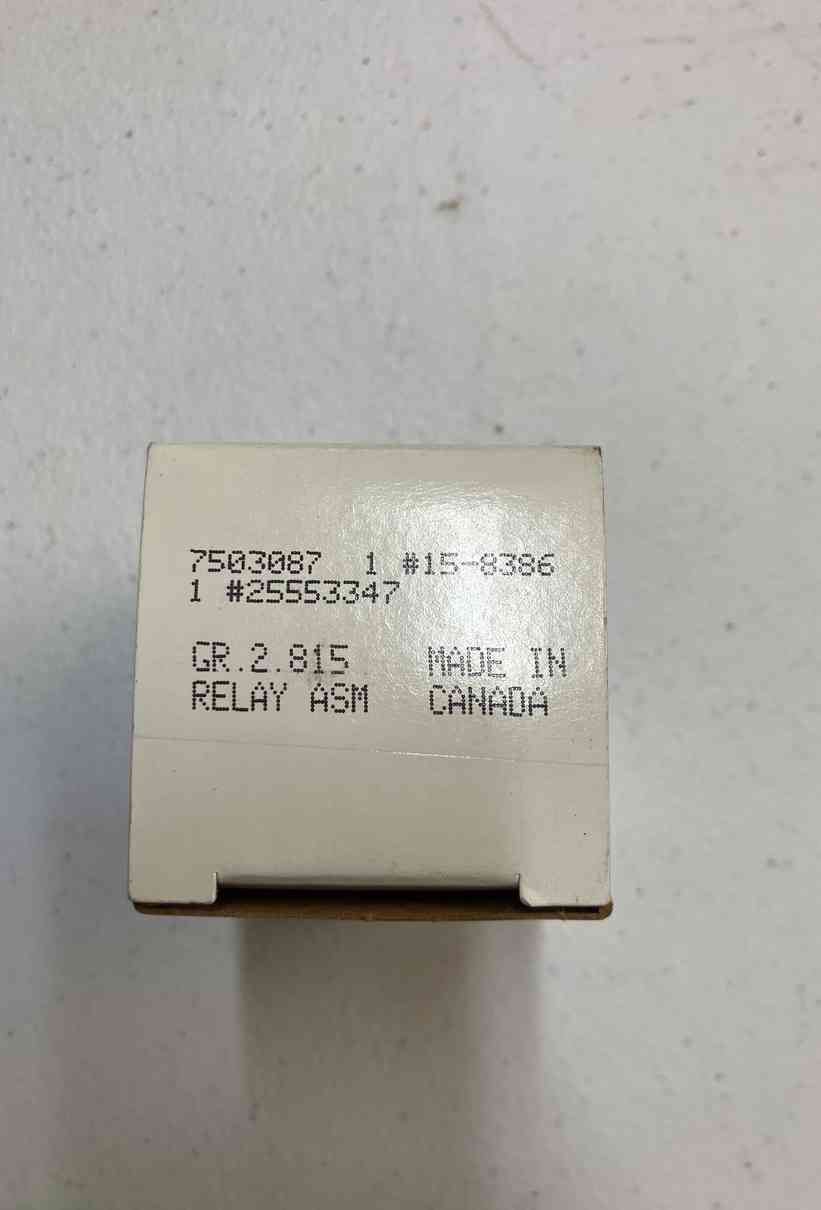 7503087 1 #15-8386
1 #25553347
GR.2.815 MADE IN
RELAY ASM CANADA